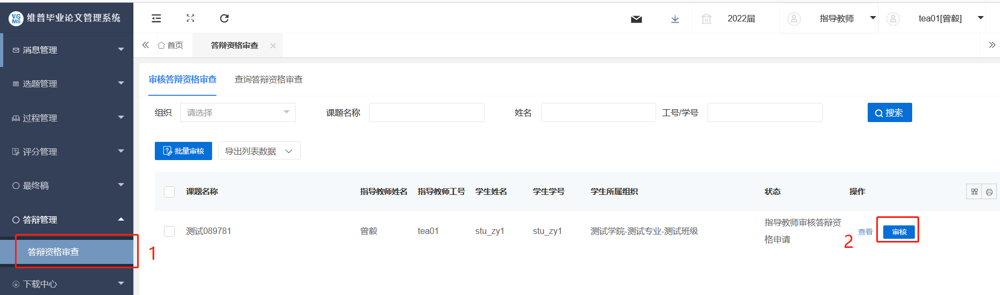 VG
MS
维普毕业论文管理系统
2022届
指导教师
tea01[曾毅]
消息管理
选题管理
过程管理
评分管理
最终稿
答辩管理
答辩资格审查
1
下载中心
首页
答辩资格审查
审核答辩资格审查
查询答辩资格审查
组织
请选择
课题名称
姓名
工号/学号
搜索
批量审核
导出列表数据
课题名称
指导教师姓名
指导教师工号
学生姓名
学生学号
学生所属组织
状态
操作
测试089781
曾毅
tea01
stu_zy1
stu_zy1
测试学院-测试专业-测试班级
指导教师审核答辩资
格申请
2
查看
审核